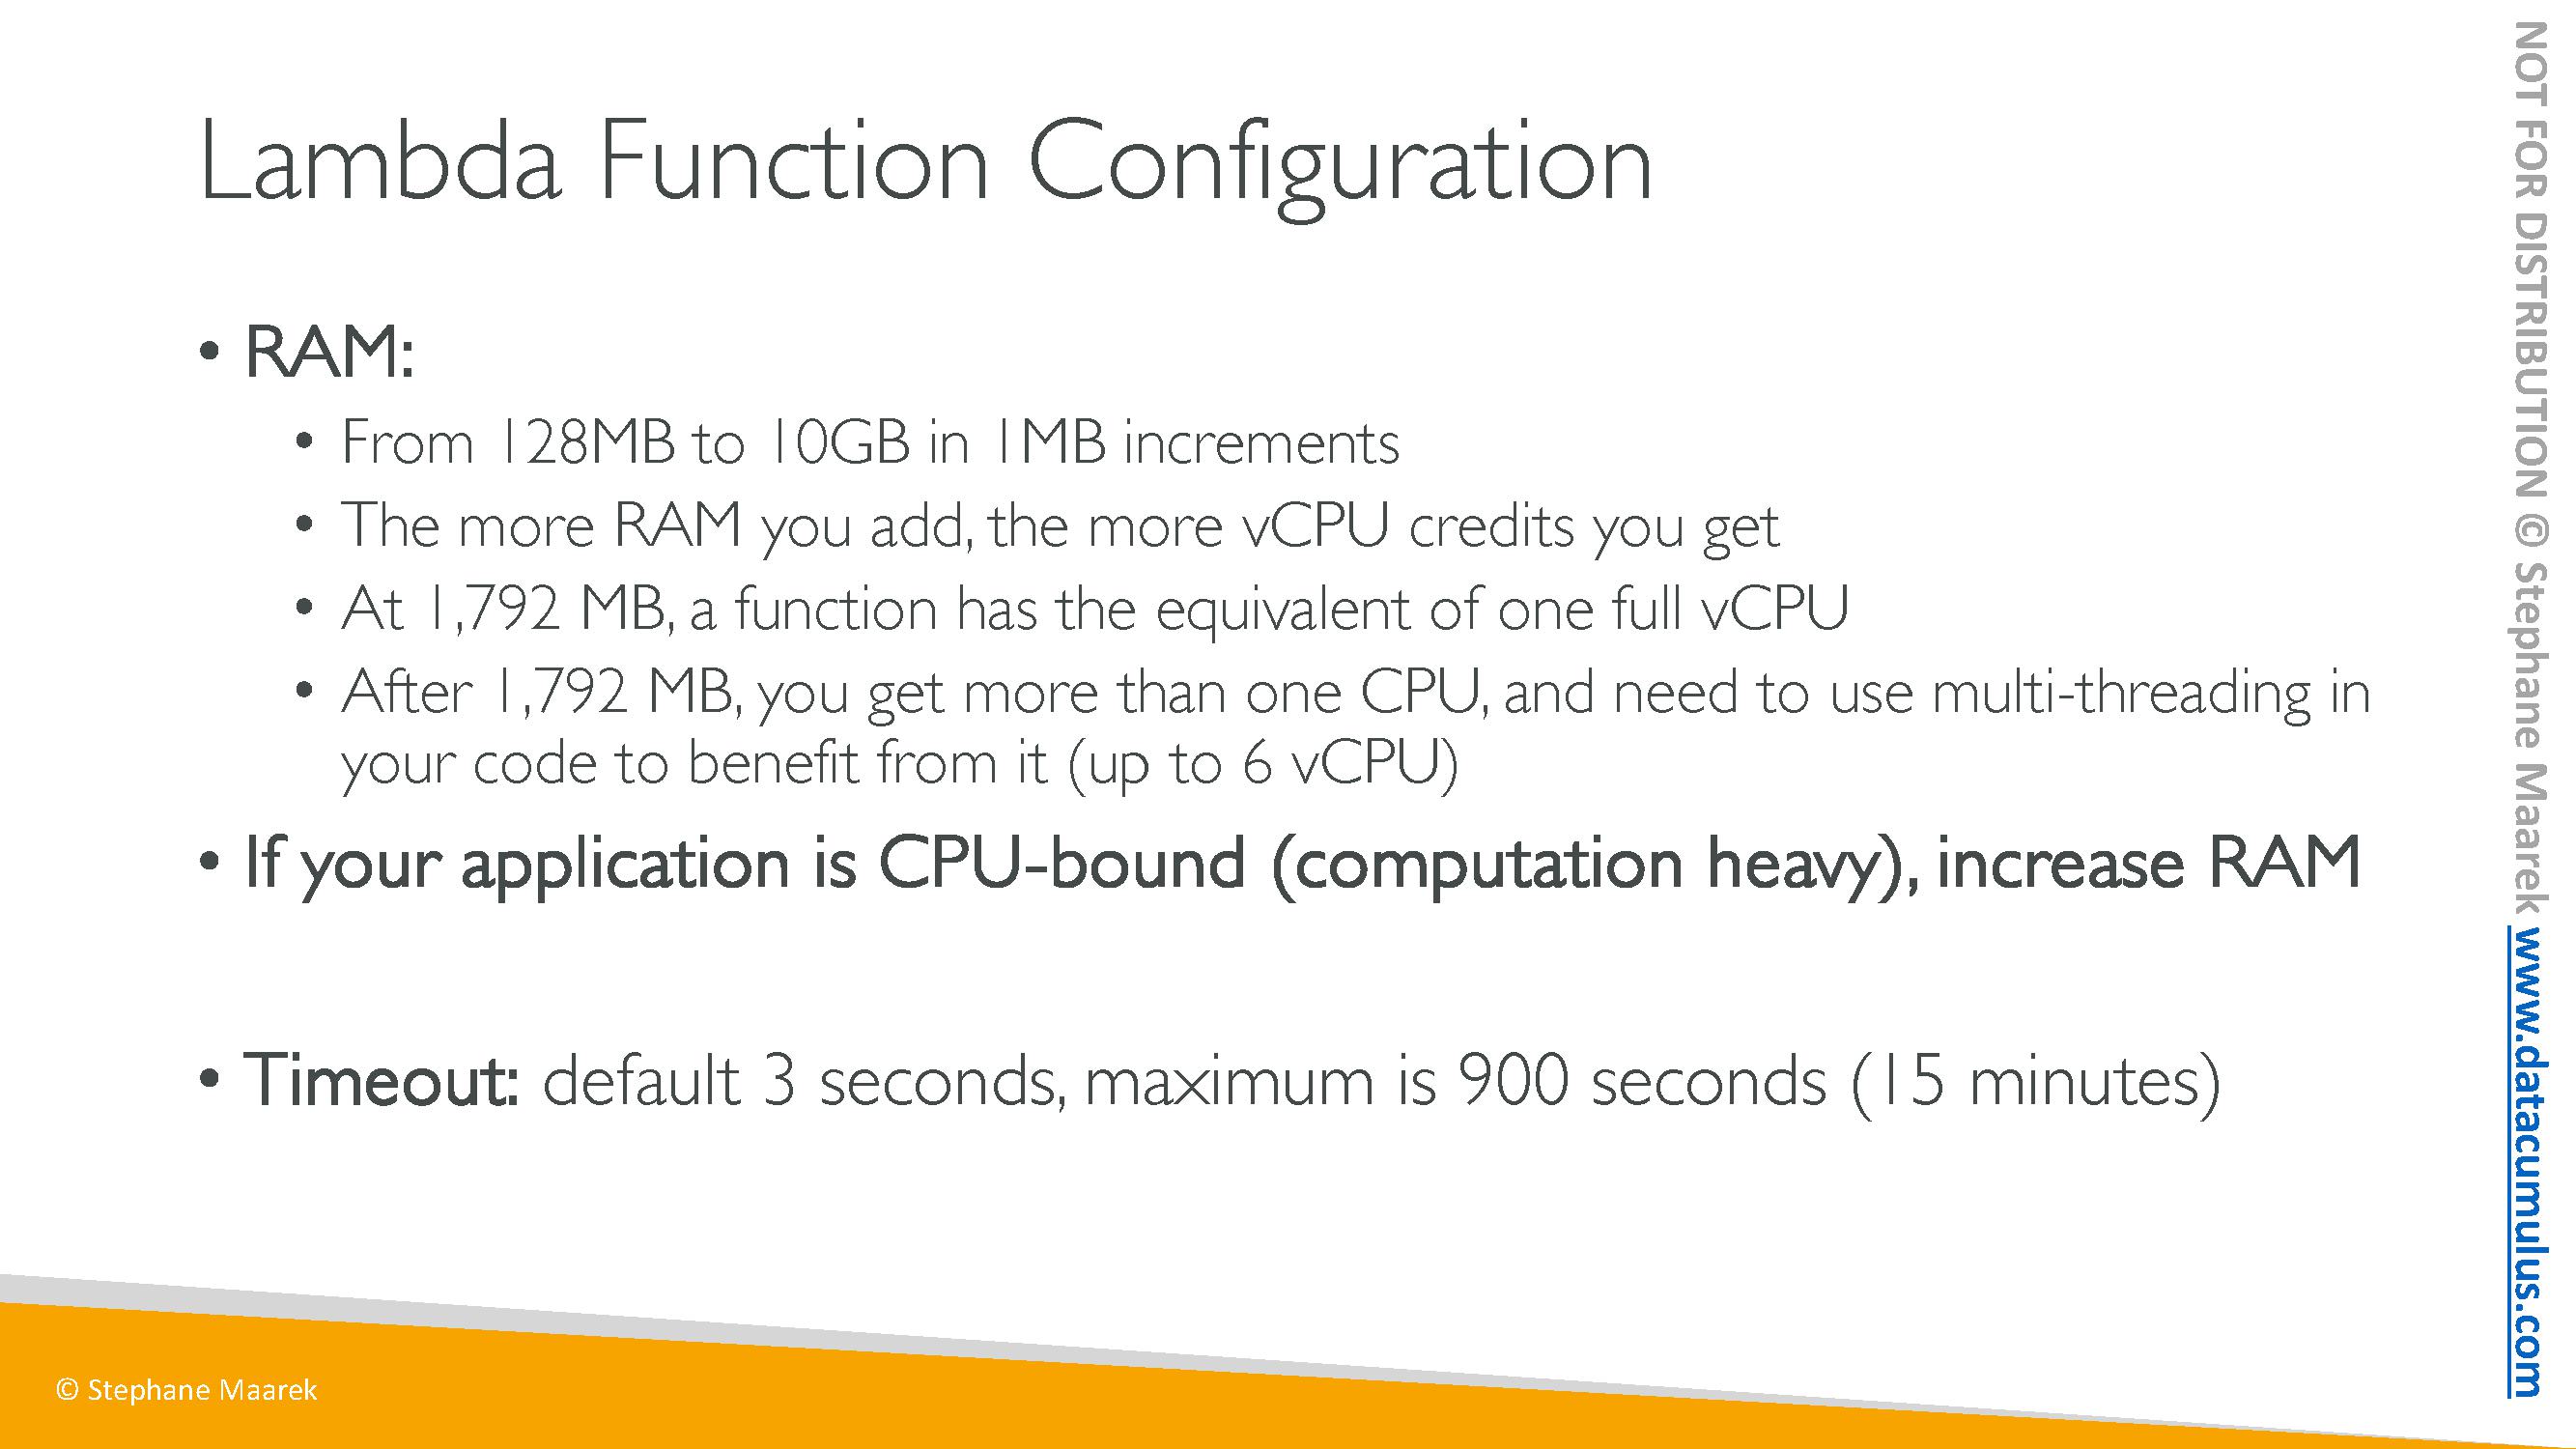 Lambda Function Configuration
• RAM:
• From 128MB to 10GB in 1MB increments
• The more RAM you add, the more vCPU credits you get
• At 1,792 MB, a function has the equivalent of one full vCPU
• After 1,792 MB, you get more than one CPU, and need to use multi-threading in
your code to benefit from it (up to 6 vCPU)
• If your application is CPU-bound (computation heavy), increase RAM
• Timeout: default 3 seconds, maximum is 900 seconds (15 minutes)
© Stephane Maarek
NOT FOR DISTRIBUTION © Stephane Maarek www.datacumulus.com